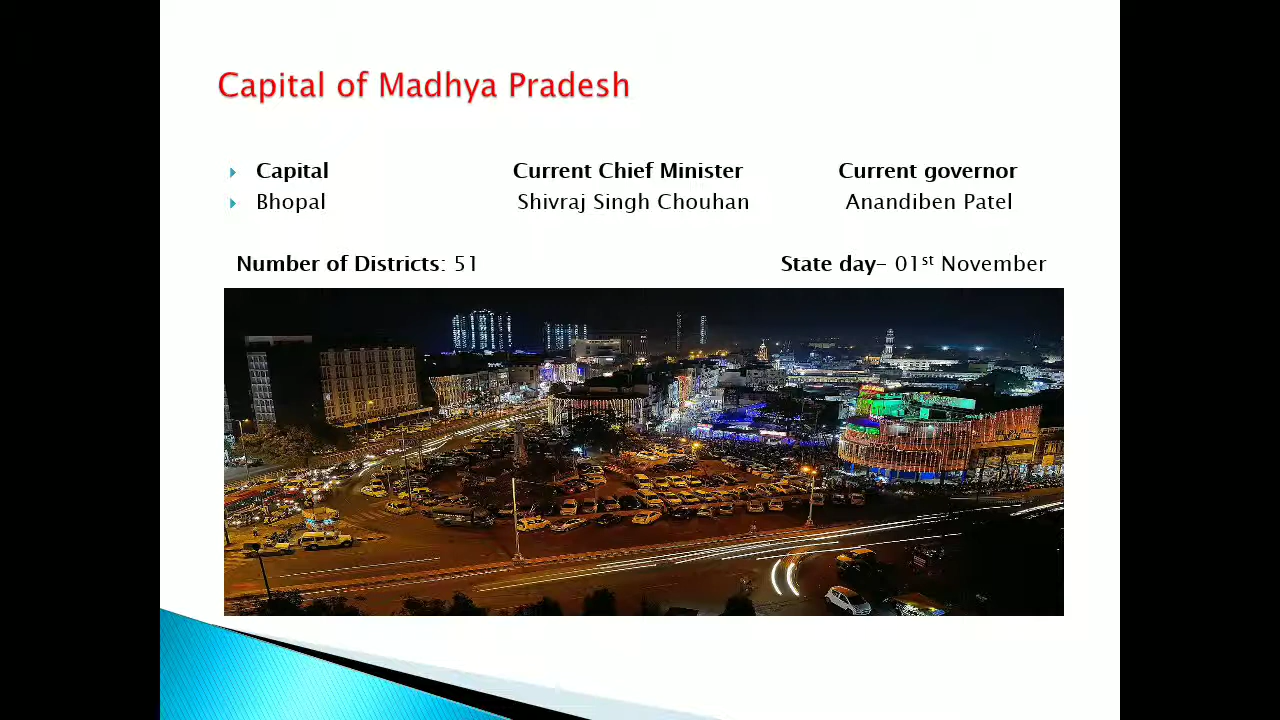 Capital of Madhya Pradesh
Capital Current Chief Minister Current governor
Bhopal Shivraj Singh Chouhan Anandiben Patel
Number of Districts: 51 State day- 01st November